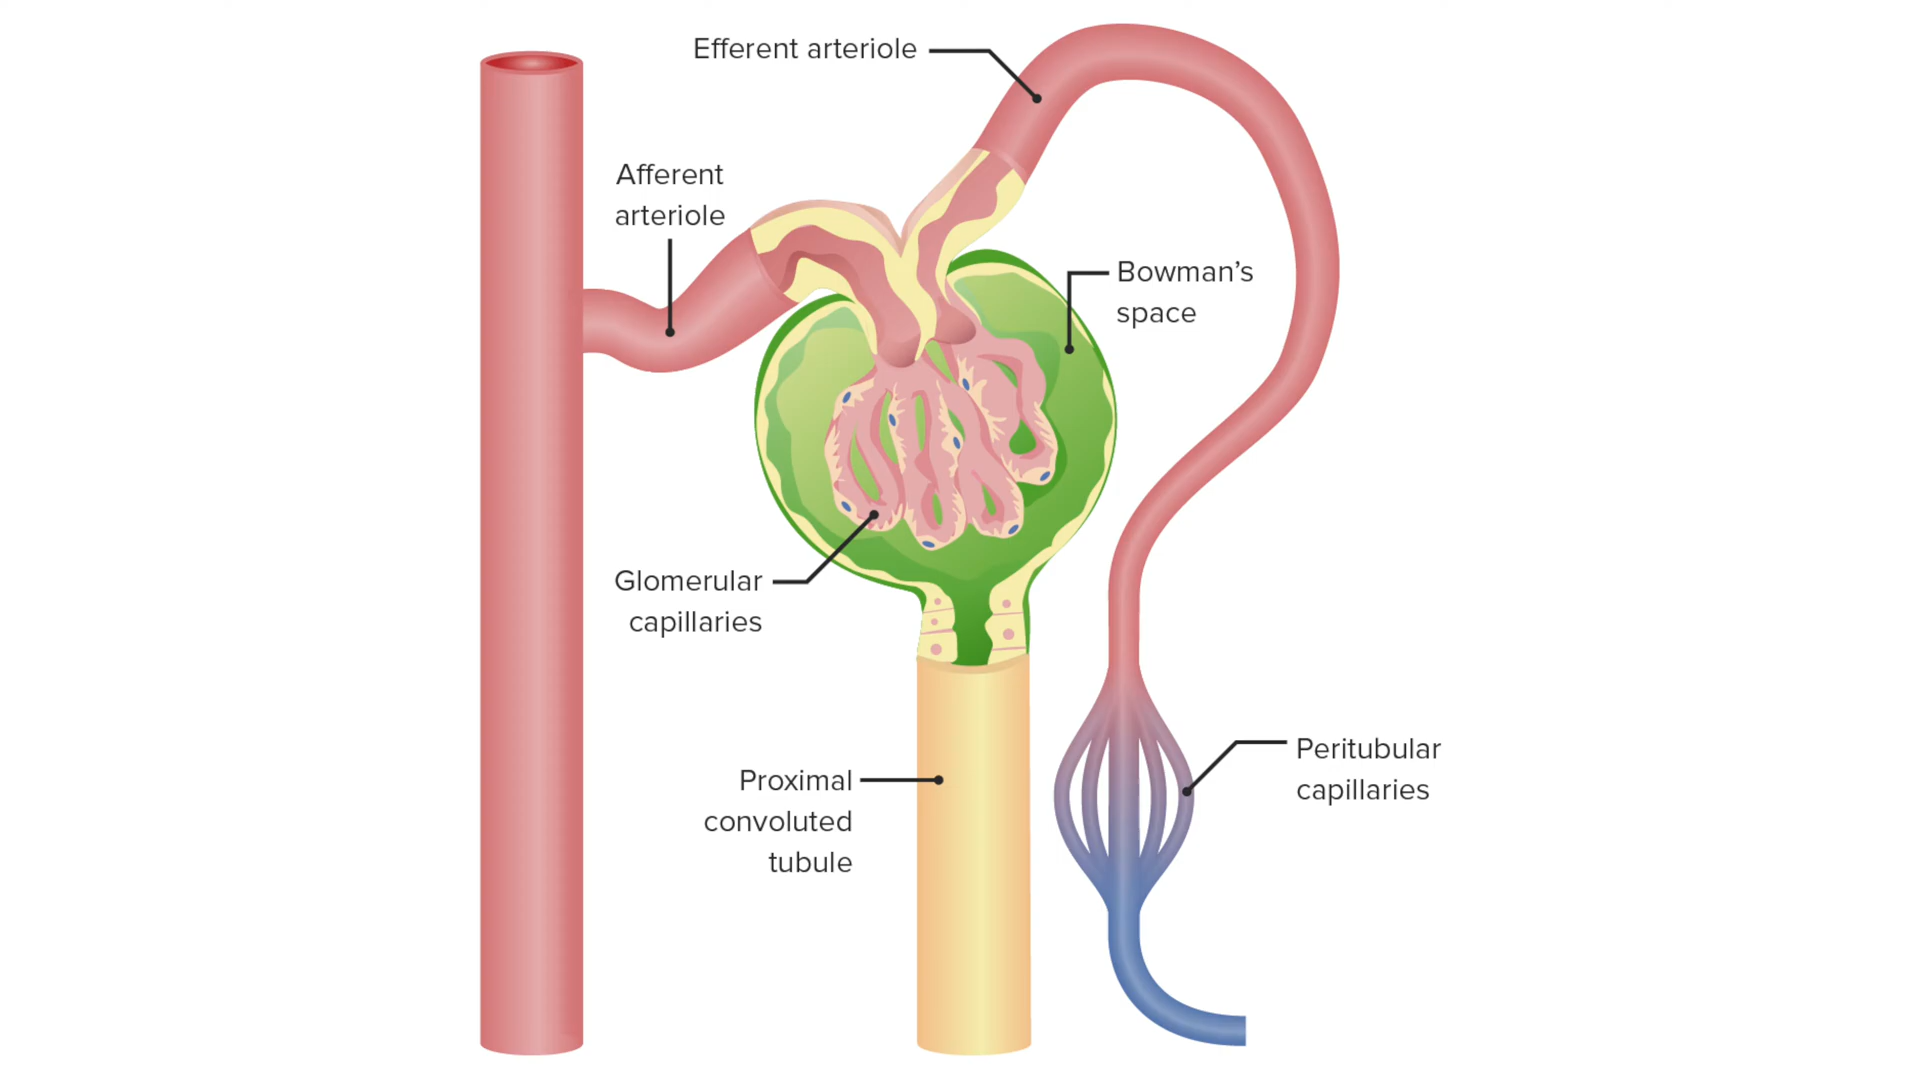 Efferent arteriole
Afferent
arteriole
Bowman’s
space
Glomerular
capillaries
Proximal
convoluted
tubule
Peritubular
capillaries